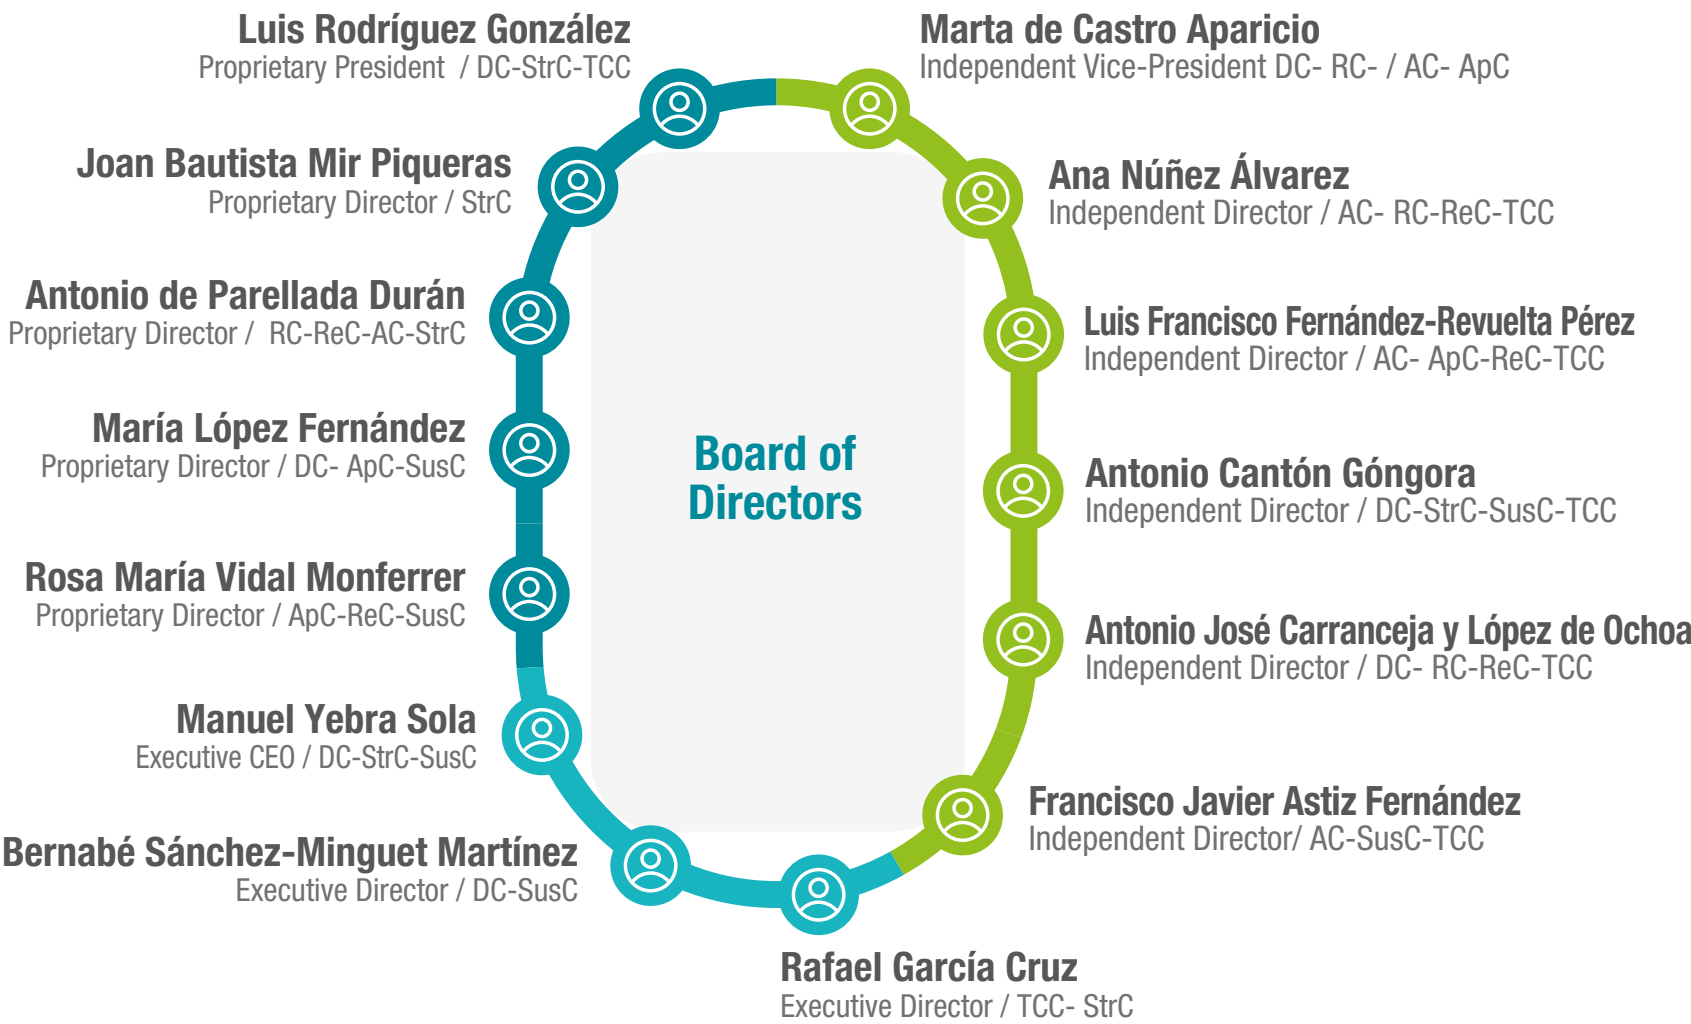 Luis Rodríguez González
Proprietary President / DC-StrC-TCC
Marta de Castro Aparicio
Independent Vice-President DC- RC- / AC- ApC
Joan Bautista Mir Piqueras
Proprietary Director / StrC
Ana Núñez Álvarez
Independent Director / AC- RC-ReC-TCC
Antonio de Parellada Durán
Proprietary Director / RC-ReC-AC-StrC
Luis Francisco Fernández-Revuelta Pérez
Independent Director / AC- ApC-ReC-TCC
María López Fernández
Proprietary Director / DC- ApC-SusC
Board of
Directors
Antonio Cantón Góngora
Independent Director / DC-StrC-SusC-TCC
Rosa María Vidal Monferrer
Proprietary Director / ApC-ReC-SusC
Antonio José Carranceja y López de Ochoa
Independent Director / DC- RC-ReC-TCC
Manuel Yebra Sola
Executive CEO / DC-StrC-SusC
Francisco Javier Astiz Fernández
Independent Director/ AC-SusC-TCC
Bernabé Sánchez-Minguet Martínez
Executive Director / DC-SusC
Rafael García Cruz
Executive Director / TCC- StrC